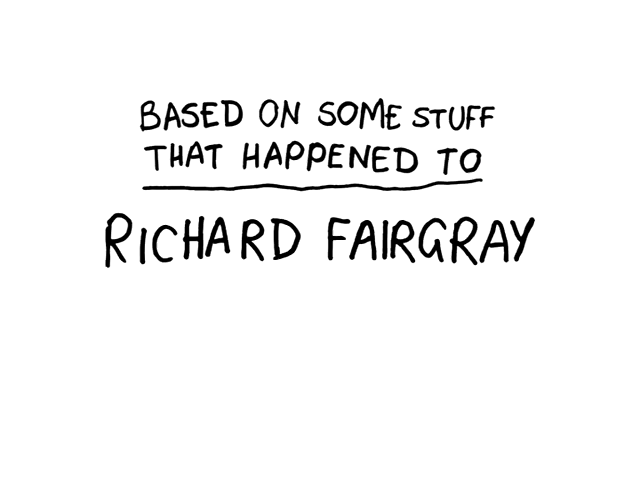 BASED ON SOME STUFF
THAT HAPPENED TO
RICHARD FAIRGRAY